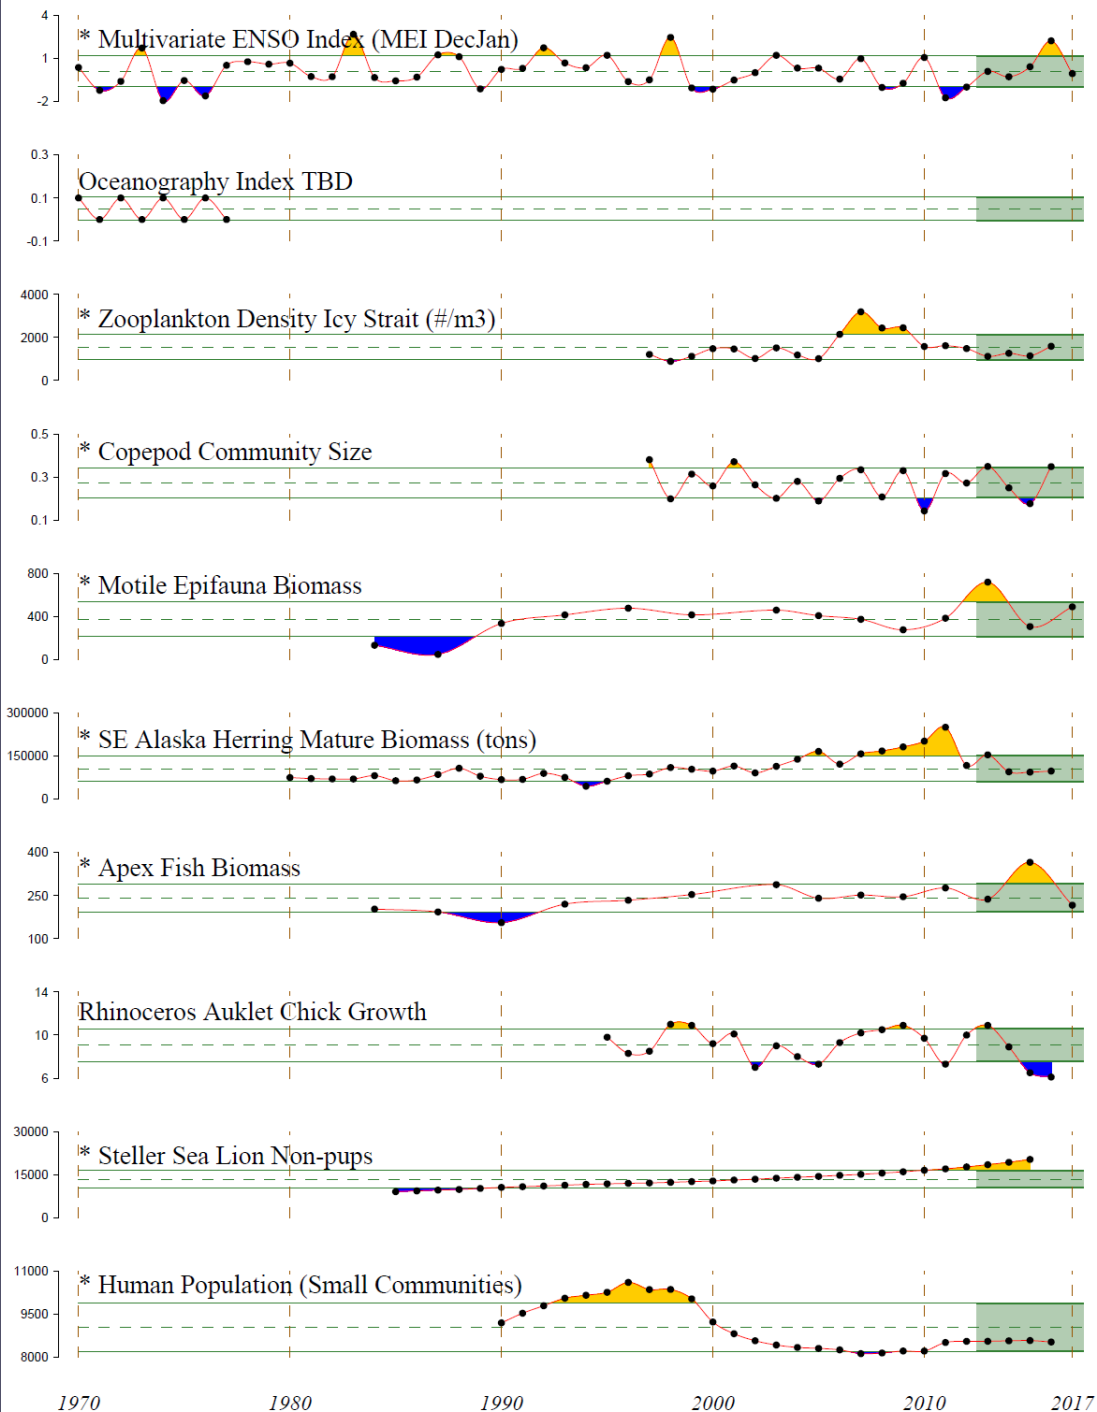 4
* Multivariate ENSO Index (MEI DecJan)
1
-2
0.3
Oceanography Index TBD
0.1
-0.1
4000
* Zooplankton Density Icy Strait (#/m3)
2000
0
0.5
* Copepod Community Size
0.3
0.1
800
* Motile Epifauna Biomass
400
0
300000
* SE Alaska Herring Mature Biomass (tons)
150000
0
400
* Apex Fish Biomass
250
100
14
Rhinoceros Auklet Chick Growth
10
6
30000
* Steller Sea Lion Non-pups
15000
0
11000
* Human Population (Small Communities)
9500
8000
1970 1980 1990 2000 2010 2017